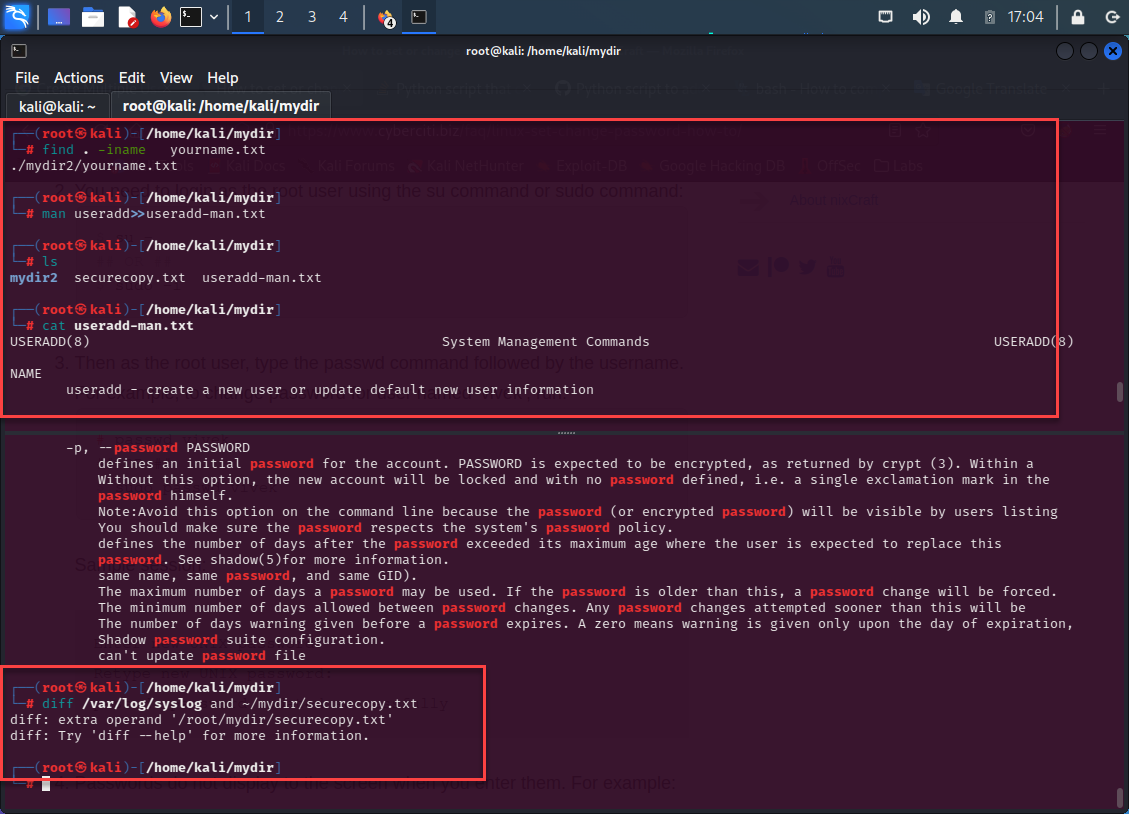 1 2 3 4 4 17:04
root@kali: /home/kali/mydir
File Actions Edit View Help
kali@kali: ~ root@kali: /home/kali/mydir
┌──(root㉿kali)-[/home/kali/mydir]
└─# find . -iname yourname.txt
./mydir2/yourname.txt
┌──(root㉿kali)-[/home/kali/mydir]
└─# man useradd>>useradd-man.txt
┌──(root㉿kali)-[/home/kali/mydir]
└─# ls
mydir2 securecopy.txt useradd-man.txt
┌──(root㉿kali)-[/home/kali/mydir]
└─# cat useradd-man.txt
USERADD(8) System Management Commands USERADD(8)
NAME
useradd - create a new user or update default new user information
-p, --password PASSWORD
defines an initial password for the account. PASSWORD is expected to be encrypted, as returned by crypt (3). Within a
Without this option, the new account will be locked and with no password defined, i.e. a single exclamation mark in the
password himself.
Note:Avoid this option on the command line because the password (or encrypted password) will be visible by users listing
You should make sure the password respects the system's password policy.
defines the number of days after the password exceeded its maximum age where the user is expected to replace this
password. See shadow(5)for more information.
same name, same password, and same GID).
The maximum number of days a password may be used. If the password is older than this, a password change will be forced.
The minimum number of days allowed between password changes. Any password changes attempted sooner than this will be
The number of days warning given before a password expires. A zero means warning is given only upon the day of expiration,
Shadow password suite configuration.
can't update password file
┌──(root㉿kali)-[/home/kali/mydir]
└─# diff /var/log/syslog and ~/mydir/securecopy.txt
diff: extra operand '/root/mydir/securecopy.txt'
diff: Try 'diff --help' for more information.
┌──(root㉿kali)-[/home/kali/mydir]
└─#